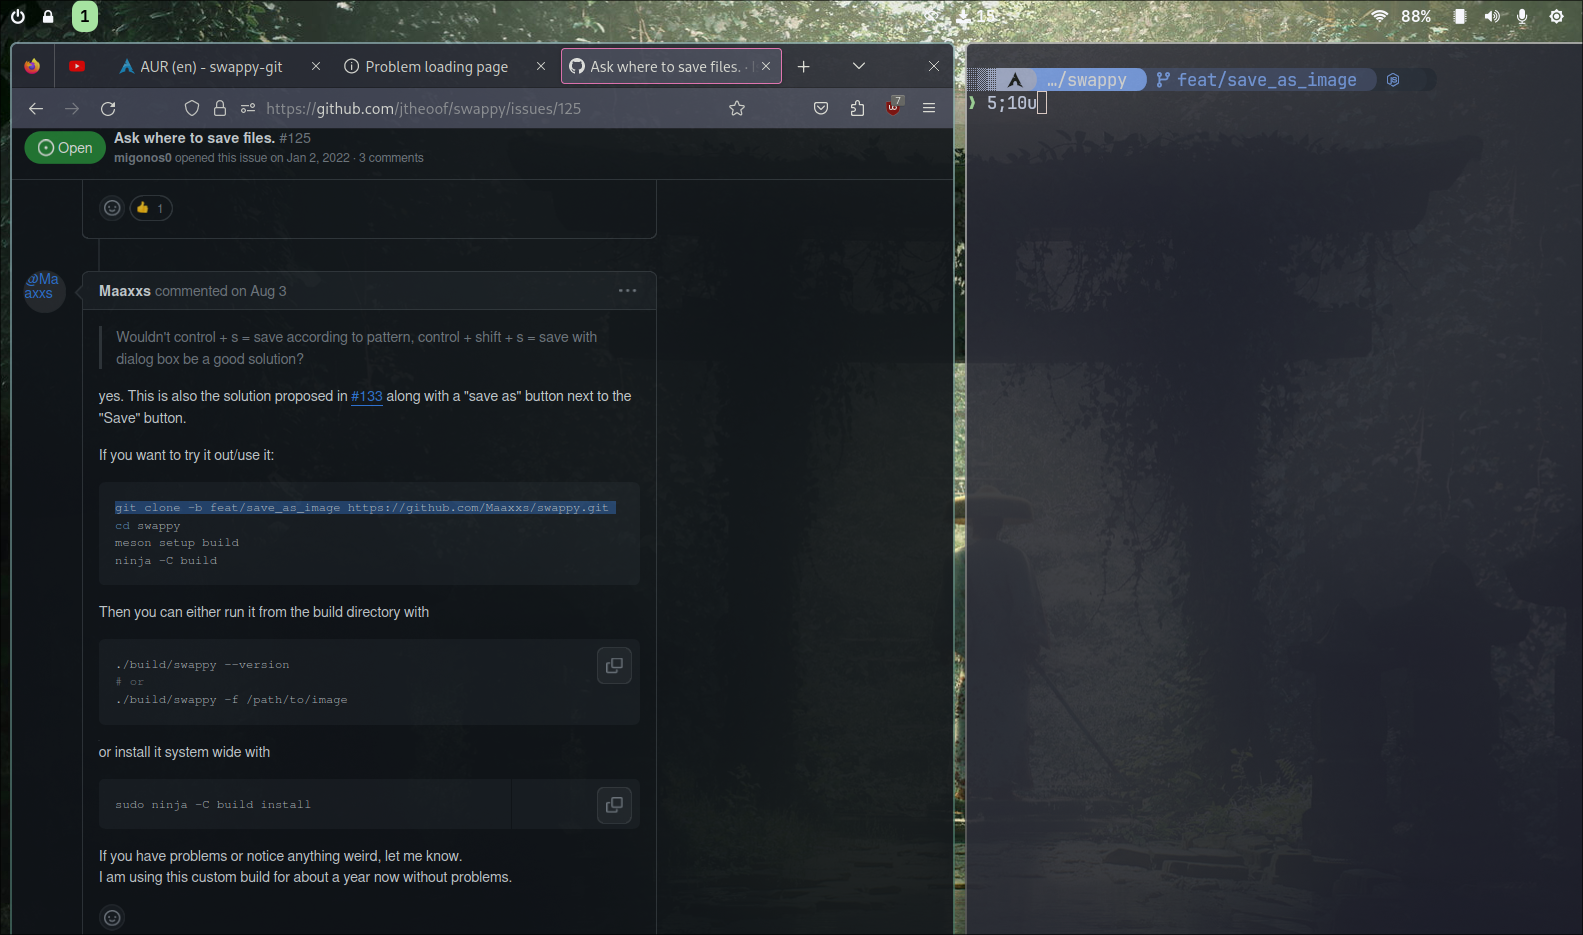 1
88%
AUR (en) - swappy-git
Problem loading page
Ask where to save files. ·
https://github.com/jtheoof/swappy/issues/125
7
Open
Ask where to save files. #125
migonos0 opened this issue on Jan 2, 2022 · 3 comments
1
@Ma
axxs
Maaxxs commented on Aug 3
Wouldn't control + s = save according to pattern, control + shift + s = save with
dialog box be a good solution?
yes. This is also the solution proposed in #133 along with a "save as" button next to the
"Save" button.
If you want to try it out/use it:
git clone -b feat/save_as_image https://github.com/Maaxxs/swappy.git
cd swappy
meson setup build
ninja -C build
Then you can either run it from the build directory with
./build/swappy --version
# or
./build/swappy -f /path/to/image
or install it system wide with
sudo ninja -C build install
If you have problems or notice anything weird, let me know.
I am using this custom build for about a year now without problems.
…/swappy feat/save_as_image
❯ 5;10u